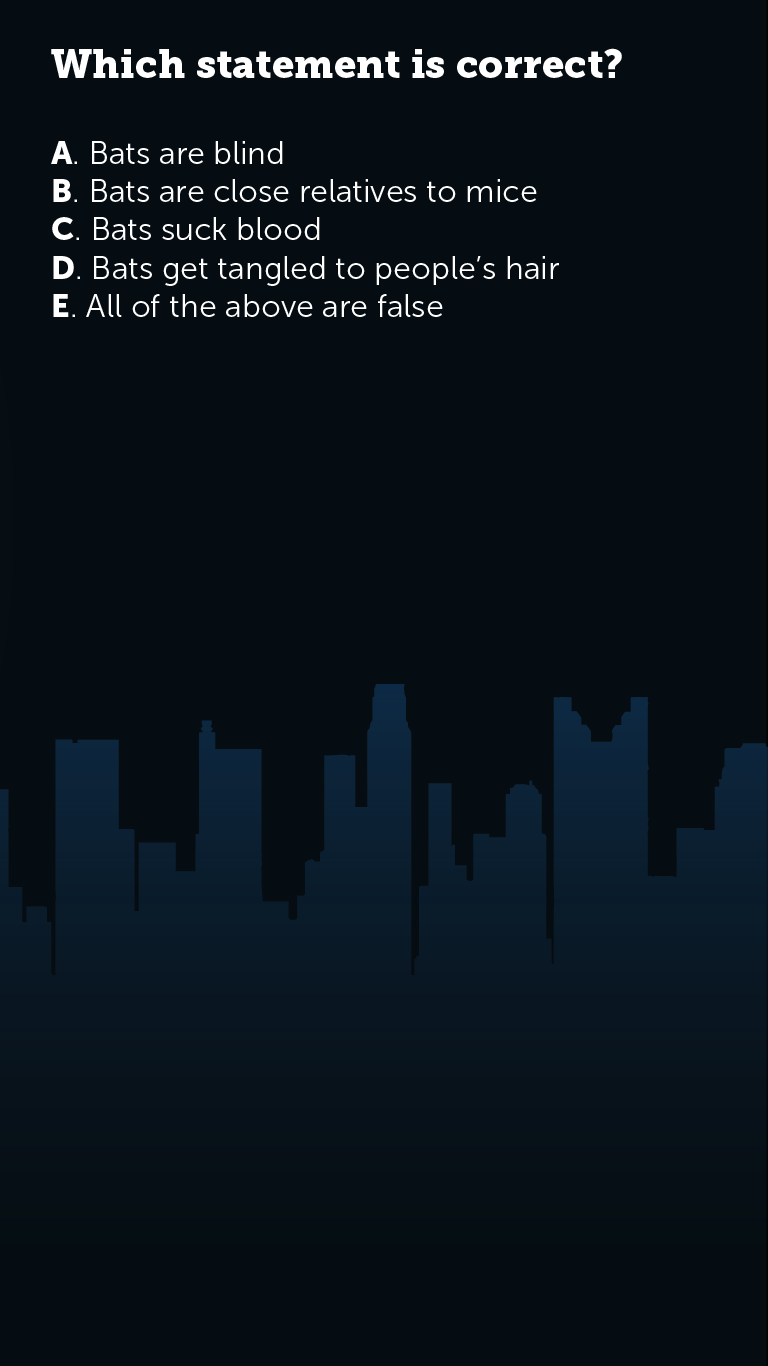 Which statement is correct?
A. Bats are blind
B. Bats are close relatives to mice
C. Bats suck blood
D. Bats get tangled to people’s hair
E. All of the above are false